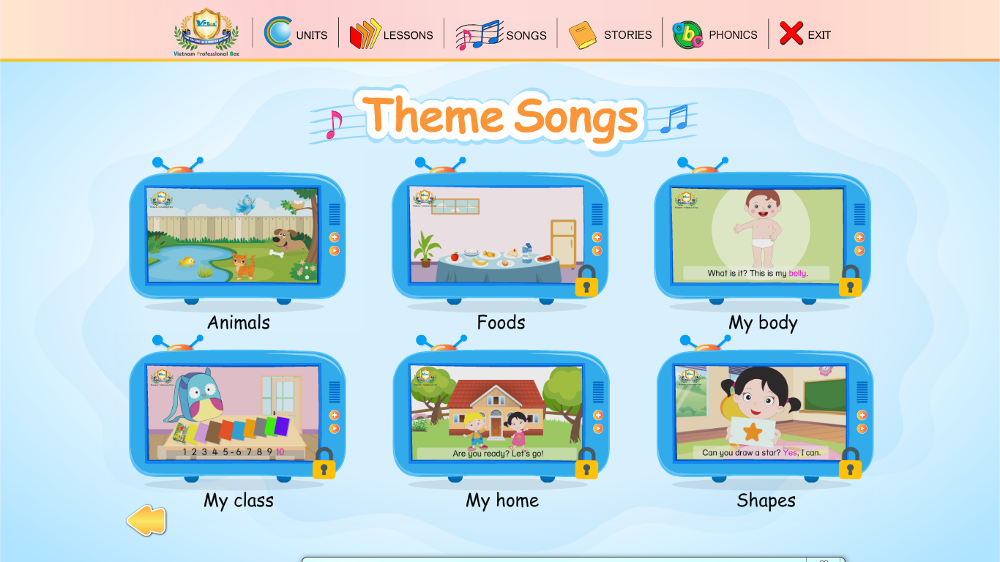 VPBox
Vietnam Professional Box
UNITS
LESSONS
SONGS
STORIES
abc
PHONICS
EXIT
Theme Songs
What is it? This is my belly.
Animals
Foods
My body
1 2 3 4 5 - 6 7 8 9 10
Are you ready? Let's go!
Can you draw a star? Yes, I can.
My class
My home
Shapes